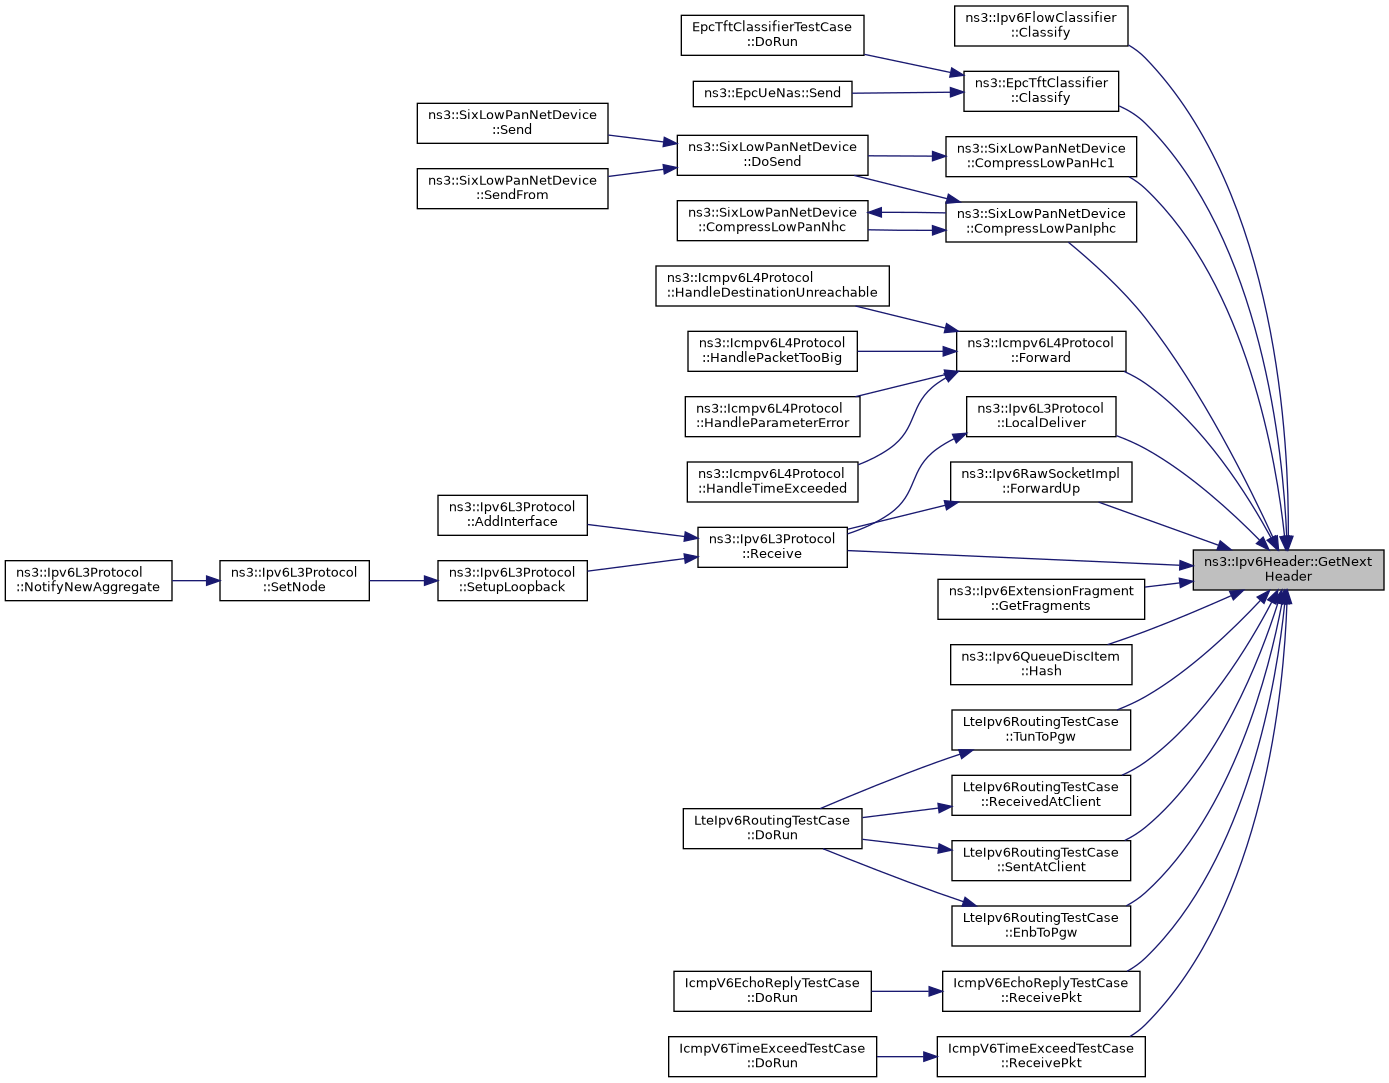 EpcTftClassifierTestCase
::DoRun
ns3::Ipv6FlowClassifier
::Classify
ns3::EpcTftClassifier
::Classify
ns3::EpcUeNas::Send
ns3::SixLowPanNetDevice
::Send
ns3::SixLowPanNetDevice
::DoSend
ns3::SixLowPanNetDevice
::CompressLowPanHc1
ns3::SixLowPanNetDevice
::SendFrom
ns3::SixLowPanNetDevice
::CompressLowPanNhc
ns3::SixLowPanNetDevice
::CompressLowPanIphc
ns3::Icmpv6L4Protocol
::HandleDestinationUnreachable
ns3::Icmpv6L4Protocol
::HandlePacketTooBig
ns3::Icmpv6L4Protocol
::Forward
ns3::Icmpv6L4Protocol
::HandleParameterError
ns3::Ipv6L3Protocol
::LocalDeliver
ns3::Icmpv6L4Protocol
::HandleTimeExceeded
ns3::Ipv6RawSocketImpl
::ForwardUp
ns3::Ipv6L3Protocol
::AddInterface
ns3::Ipv6L3Protocol
::Receive
ns3::Ipv6Header::GetNext
Header
ns3::Ipv6L3Protocol
::NotifyNewAggregate
ns3::Ipv6L3Protocol
::SetNode
ns3::Ipv6L3Protocol
::SetupLoopback
ns3::Ipv6ExtensionFragment
::GetFragments
ns3::Ipv6QueueDiscItem
::Hash
LteIpv6RoutingTestCase
::TunToPgw
LteIpv6RoutingTestCase
::ReceivedAtClient
LteIpv6RoutingTestCase
::DoRun
LteIpv6RoutingTestCase
::SentAtClient
LteIpv6RoutingTestCase
::EnbToPgw
IcmpV6EchoReplyTestCase
::DoRun
IcmpV6EchoReplyTestCase
::ReceivePkt
IcmpV6TimeExceedTestCase
::DoRun
IcmpV6TimeExceedTestCase
::ReceivePkt